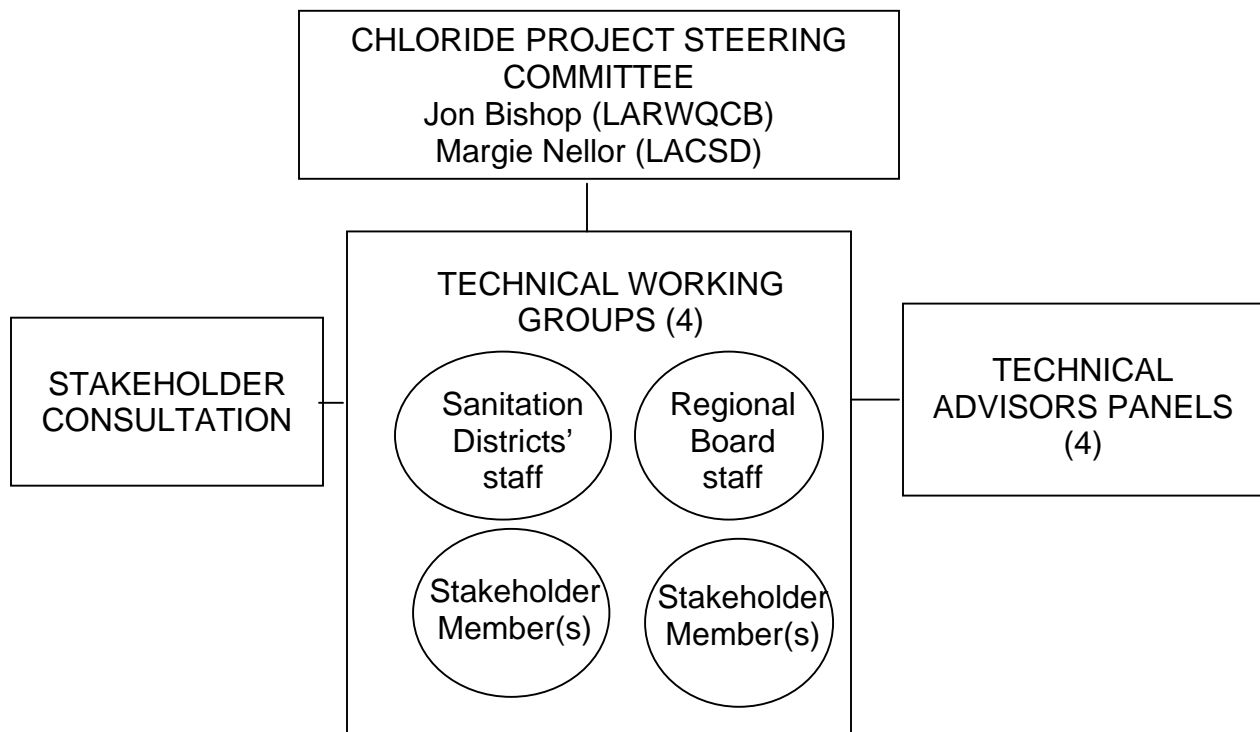 CHLORIDE PROJECT STEERING
COMMITTEE
Jon Bishop (LARWQCB)
Margie Nellor (LACSD)
TECHNICAL WORKING
GROUPS (4)
STAKEHOLDER
CONSULTATION
Sanitation
Districts’
staff
Regional
Board
staff
Stakeholder
Member(s)
Stakeholder
Member(s)
TECHNICAL
ADVISORS PANELS
(4)